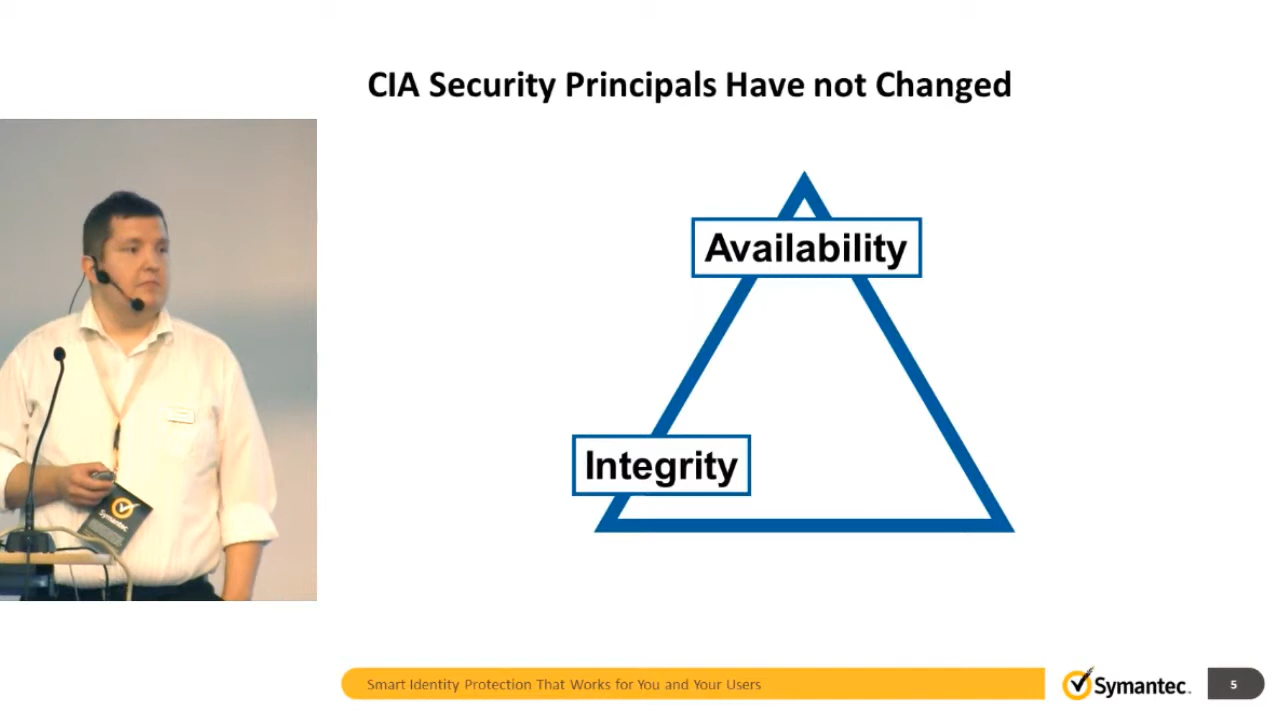 CIA Security Principals Have not Changed
Availability
Integrity
Symantec
Smart Identity Protection That Works for You and Your Users
Symantec.
5